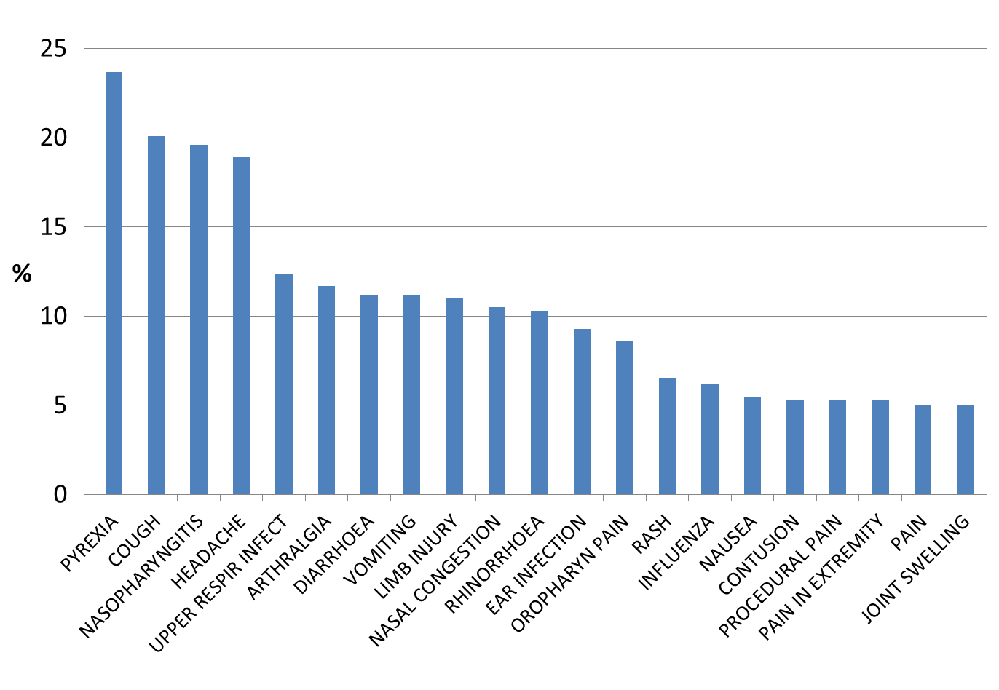 25
20
15
%
10
5
0
PYREXIA
COUGH
NASOPHARYNGITIS
HEADACHE
UPPER RESPIR INFECT
ARTHRALGIA
DIARRHOEA
VOMITING
LIMB INJURY
NASAL CONGESTION
RHINORRHOEA
EAR INFECTION
OROPHARYN PAIN
RASH
INFLUENZA
NAUSEA
CONTUSION
PROCEDURAL PAIN
PAIN IN EXTREMITY
PAIN
JOINT SWELLING